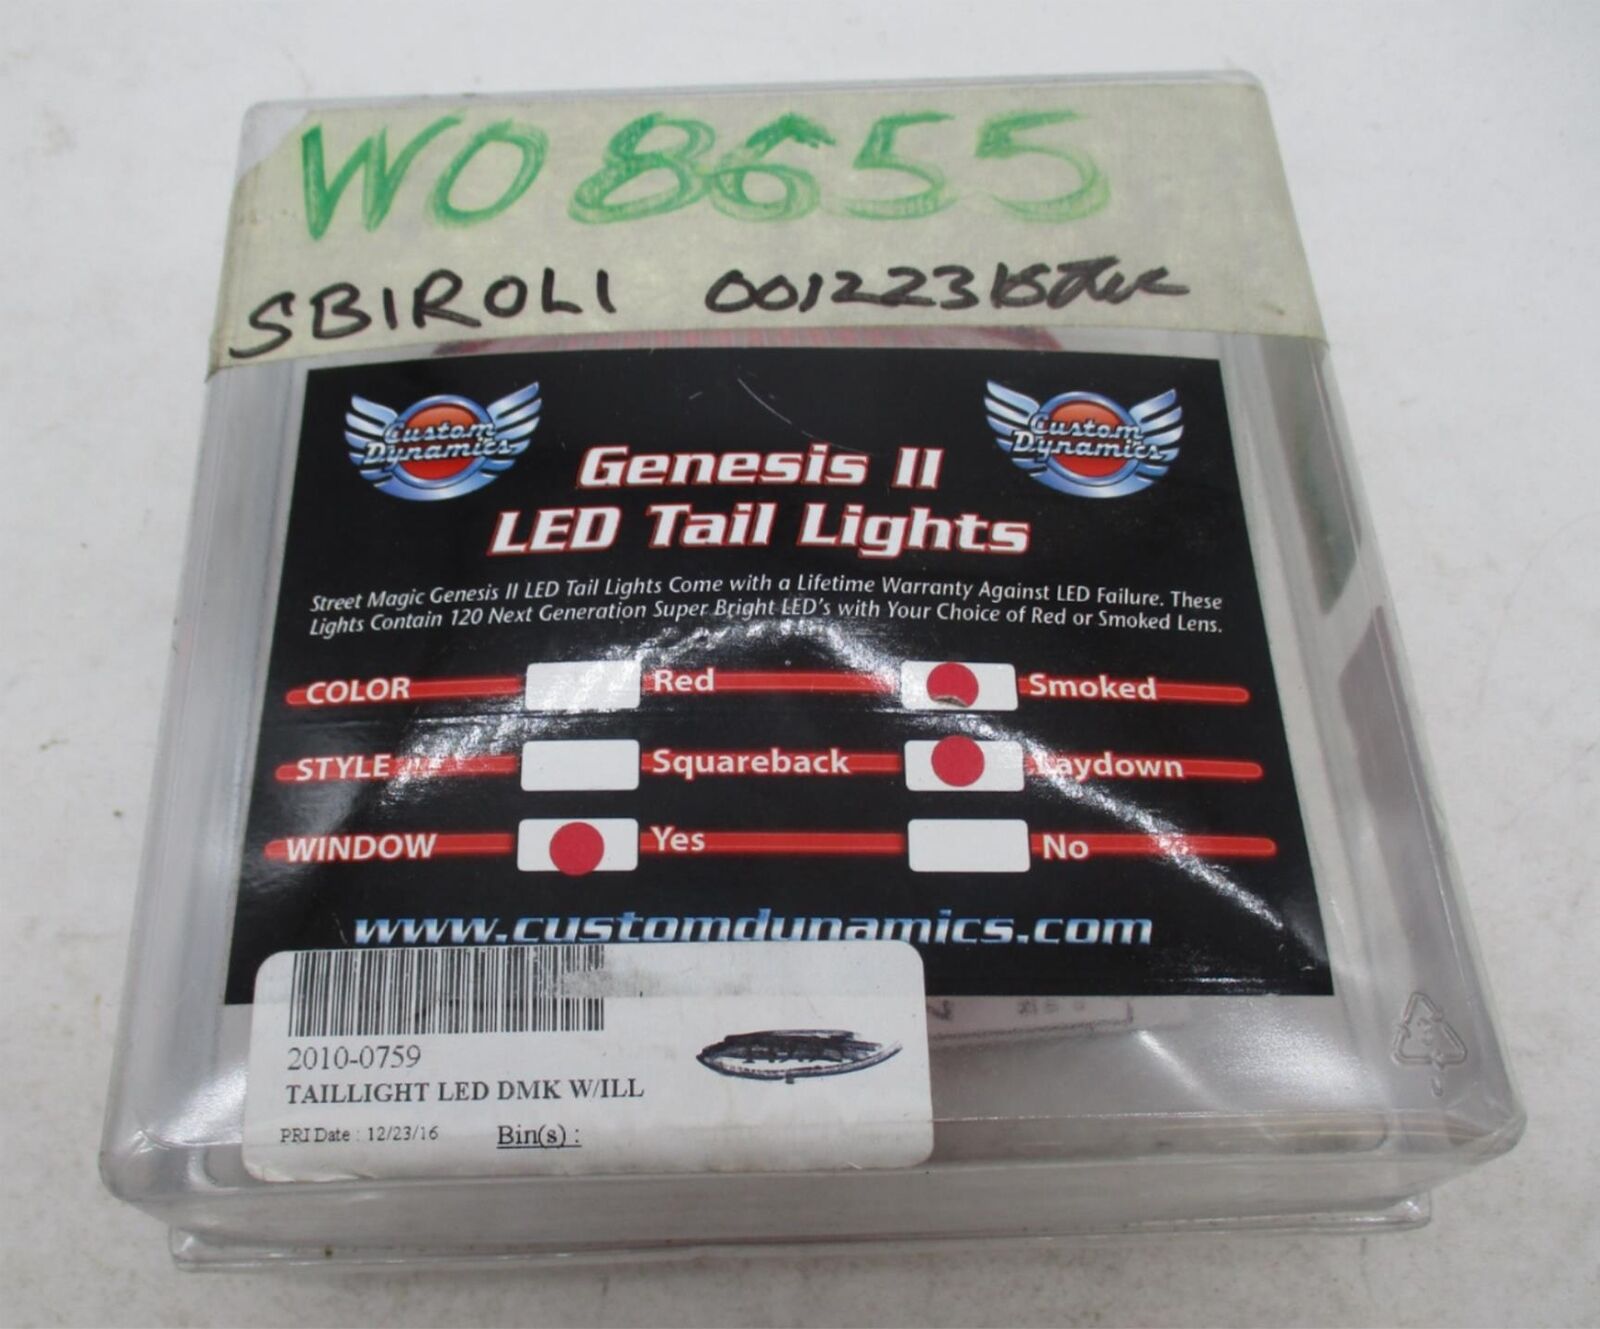 WO 8655
SBIROLI 0012231
Custom Dynamics
Custom Dynamics
Genesis II
LED Tail Lights
Street Magic Genesis II LED Tail Lights Come with a Lifetime Warranty Against LED Failure. These
Lights Contain 120 Next Generation Super Bright LED's with Your Choice of Red or Smoked Lens.
COLOR Red Smoked
STYLE Squareback Laydown
WINDOW Yes No
www.customdynamics.com
2010-0759
TAILLIGHT LED DMK W/ILL
PRI Date : 12/23/16 Bin(s) :